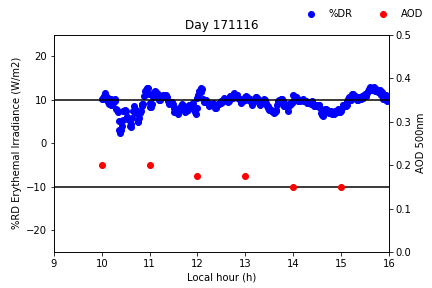 %DR AOD
Day 171116
20
10
0
−10
−20
%RD Erythermal Irradiance (W/m2)
0.5
0.4
0.3
0.2
0.1
0.0
AOD 500nm
9 10 11 12 13 14 15 16
Local hour (h)